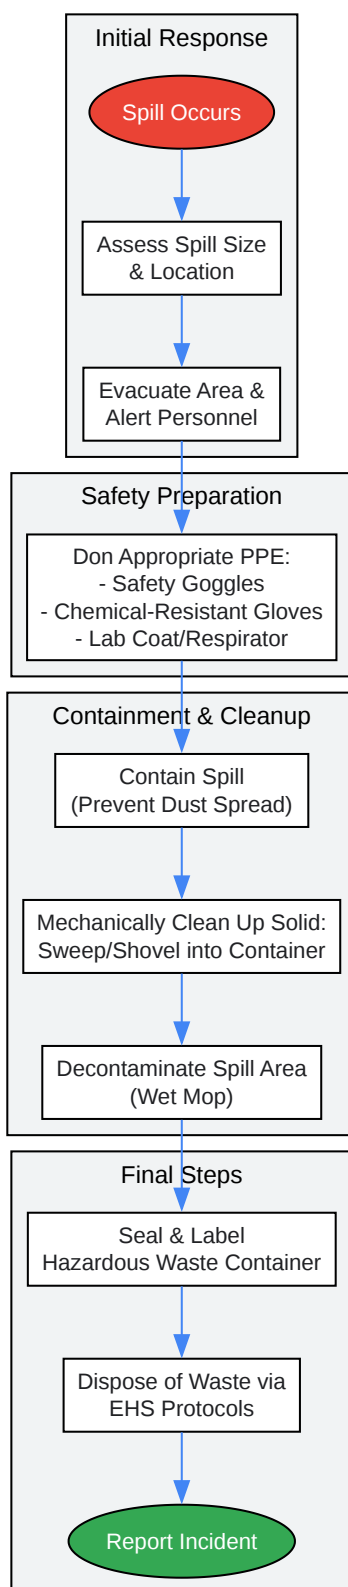 Initial Response
Spill Occurs
Assess Spill Size
& Location
Evacuate Area &
Alert Personnel
Safety Preparation
Don Appropriate PPE:
- Safety Goggles
- Chemical-Resistant Gloves
- Lab Coat/Respirator
Containment & Cleanup
Contain Spill
(Prevent Dust Spread)
Mechanically Clean Up Solid:
Sweep/Shovel into Container
Decontaminate Spill Area
(Wet Mop)
Final Steps
Seal & Label
Hazardous Waste Container
Dispose of Waste via
EHS Protocols
Report Incident